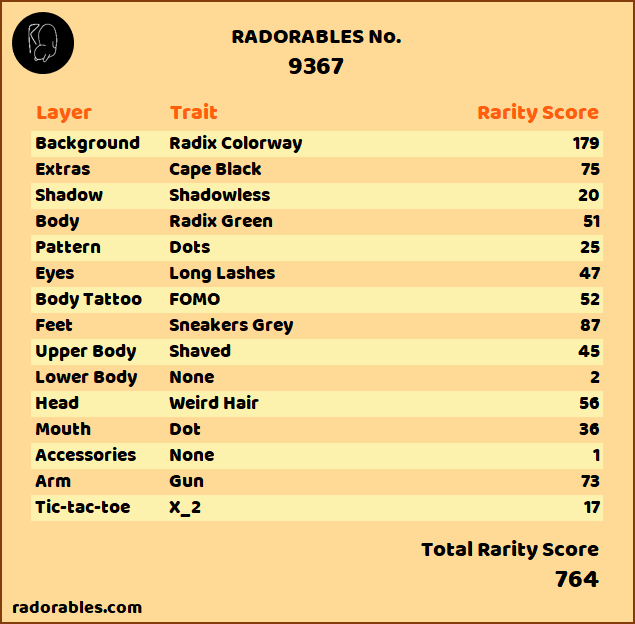 RADORABLES No.
9367
Layer Trait Rarity Score
Background Radix Colorway 179
Extras Cape Black 75
Shadow Shadowless 20
Body Radix Green 51
Pattern Dots 25
Eyes Long Lashes 47
Body Tattoo FOMO 52
Feet Sneakers Grey 87
Upper Body Shaved 45
Lower Body None 2
Head Weird Hair 56
Mouth Dot 36
Accessories None 1
Arm Gun 73
Tic-tac-toe X_2 17
Total Rarity Score
764
radorables.com